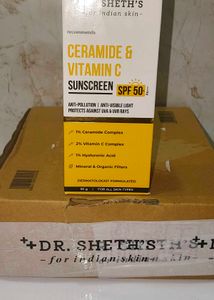 DR. SHETH'S
- for indian skin -
recommends
CERAMIDE &
VITAMIN C
SUNSCREEN SPF 50+
ANTI-POLLUTION | ANTI-VISIBLE LIGHT
PROTECTS AGAINST UVA & UVB RAYS
1% Ceramide Complex
2% Vitamin C Complex
1% Hyaluronic Acid
Mineral & Organic Filters
DERMATOLOGIST FORMULATED
50 g | FOR ALL SKIN TYPES
DR. SHETH'S
- for indian skin -